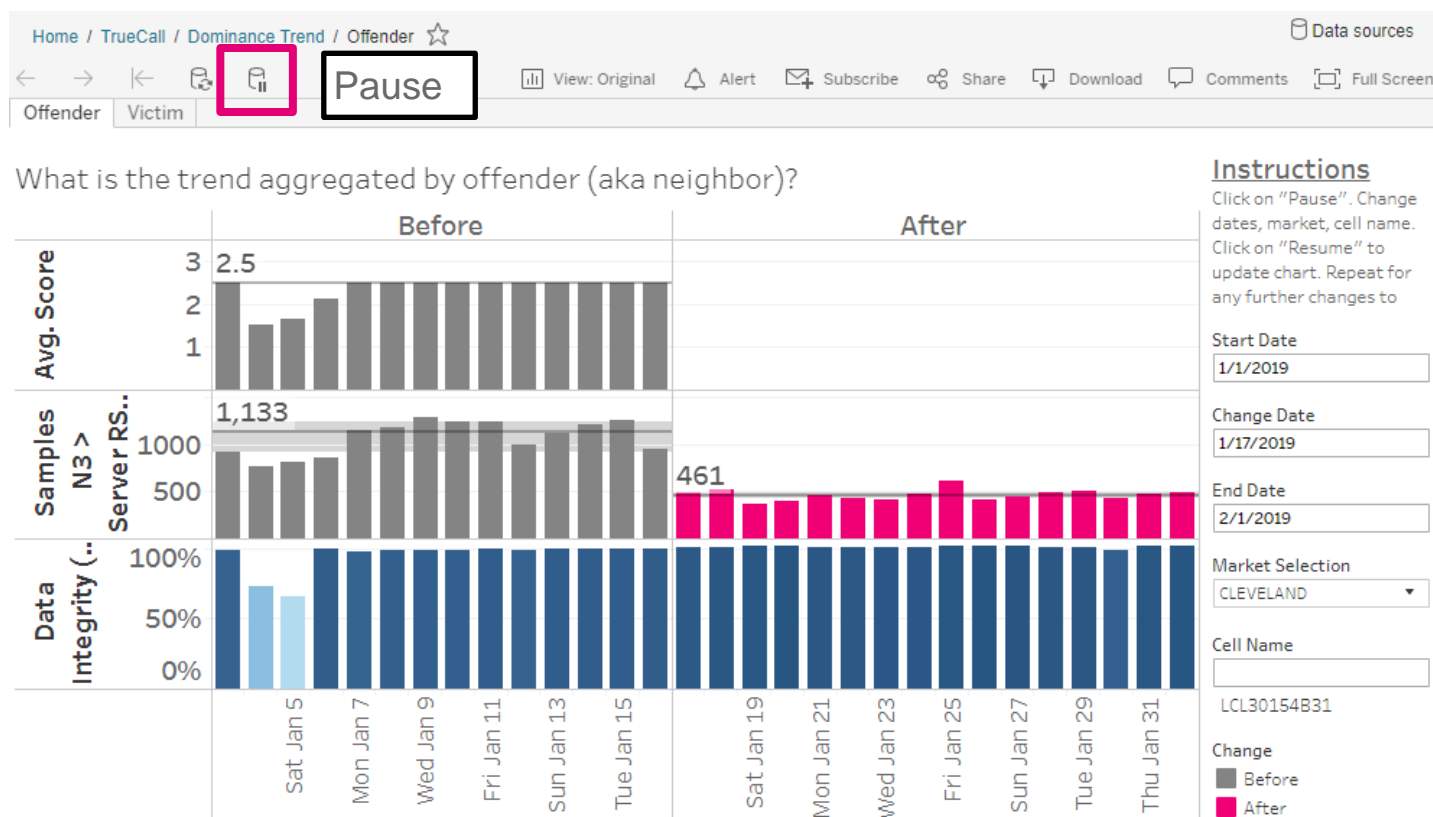 Home / TrueCall / Dominance Trend / Offender
Data sources
Pause
View: Original
Alert
Subscribe
Share
Download
Comments
Full Screen
Offender
Victim
What is the trend aggregated by offender (aka neighbor)?
Before
After
Avg. Score
3
2
1
2.5
Samples
N3 >
Server RS..
1000
500
1,133
461
Data
Integrity (..
100%
50%
0%
Sat Jan 5
Mon Jan 7
Wed Jan 9
Fri Jan 11
Sun Jan 13
Tue Jan 15
Sat Jan 19
Mon Jan 21
Wed Jan 23
Fri Jan 25
Sun Jan 27
Tue Jan 29
Thu Jan 31
Instructions
Click on "Pause". Change
dates, market, cell name.
Click on "Resume" to
update chart. Repeat for
any further changes to
Start Date
1/1/2019
Change Date
1/17/2019
End Date
2/1/2019
Market Selection
CLEVELAND
Cell Name
LCL30154B31
Change
Before
After